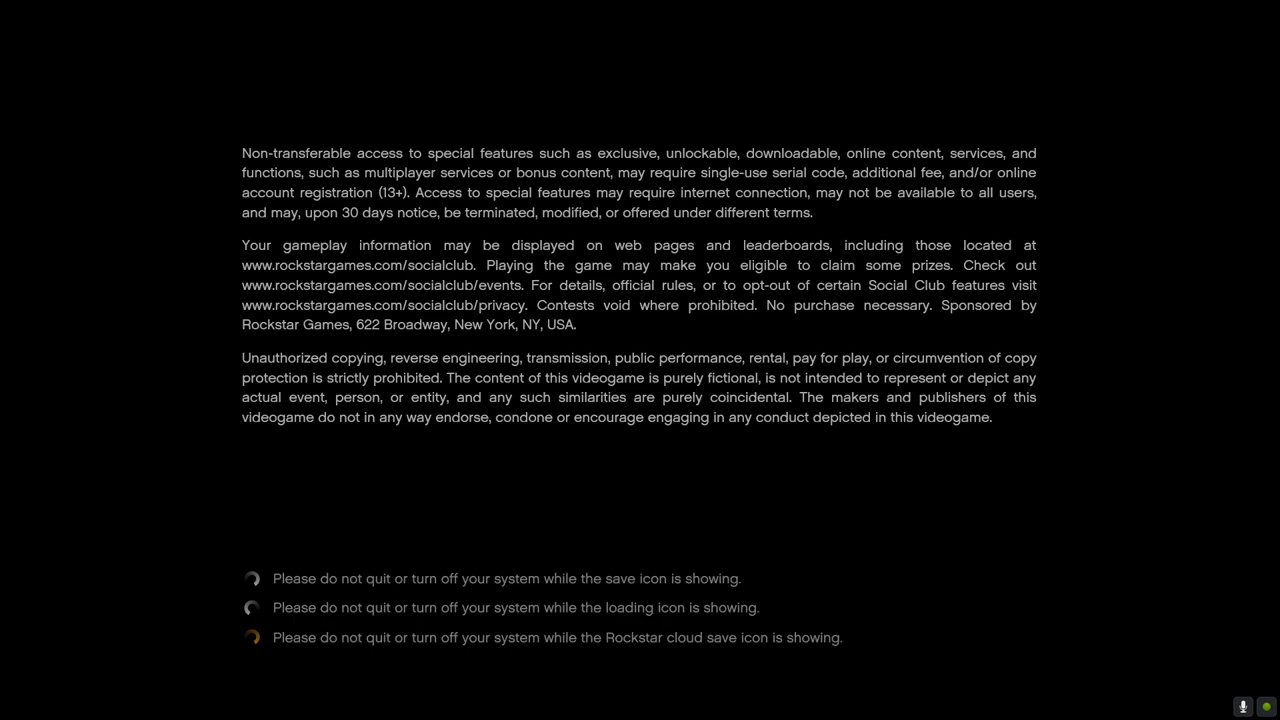 Non-transferable access to special features such as exclusive, unlockable, downloadable, online content, services, and
functions, such as multiplayer services or bonus content, may require single-use serial code, additional fee, and/or online
account registration (13+). Access to special features may require internet connection, may not be available to all users,
and may, upon 30 days notice, be terminated, modified, or offered under different terms.
Your gameplay information may be displayed on web pages and leaderboards, including those located at
www.rockstargames.com/socialclub. Playing the game may make you eligible to claim some prizes. Check out
www.rockstargames.com/socialclub/events. For details, official rules, or to opt-out of certain Social Club features visit
www.rockstargames.com/socialclub/privacy. Contests void where prohibited. No purchase necessary. Sponsored by
Rockstar Games, 622 Broadway, New York, NY, USA.
Unauthorized copying, reverse engineering, transmission, public performance, rental, pay for play, or circumvention of copy
protection is strictly prohibited. The content of this videogame is purely fictional, is not intended to represent or depict any
actual event, person, or entity, and any such similarities are purely coincidental. The makers and publishers of this
videogame do not in any way endorse, condone or encourage engaging in any conduct depicted in this videogame.
Please do not quit or turn off your system while the save icon is showing.
Please do not quit or turn off your system while the loading icon is showing.
Please do not quit or turn off your system while the Rockstar cloud save icon is showing.